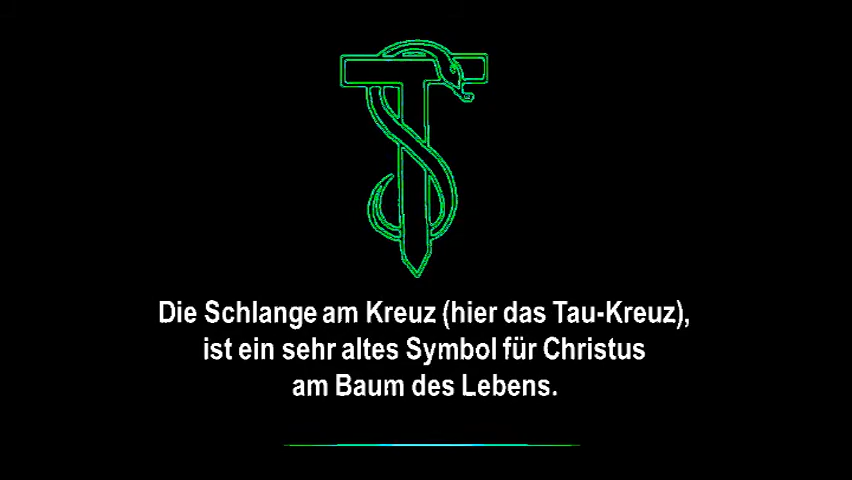 Die Schlange am Kreuz (hier das Tau-Kreuz),
ist ein sehr altes Symbol für Christus
am Baum des Lebens.